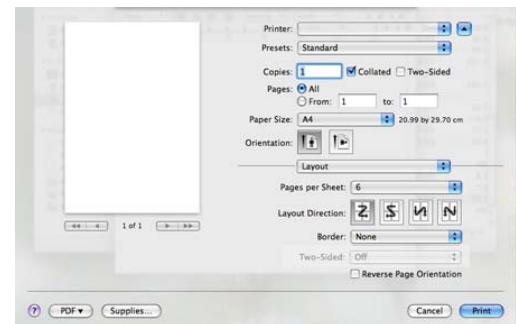 Printer:
Presets: Standard
Copies: 1 Collated Two-Sided
Pages: All
From: 1 to: 1
Paper Size: A4 20.99 by 29.70 cm
Orientation:
Layout
Pages per Sheet: 6
Layout Direction:
Border: None
Two-Sided: Off
Reverse Page Orientation
1 of 1
? PDF Supplies... Cancel Print